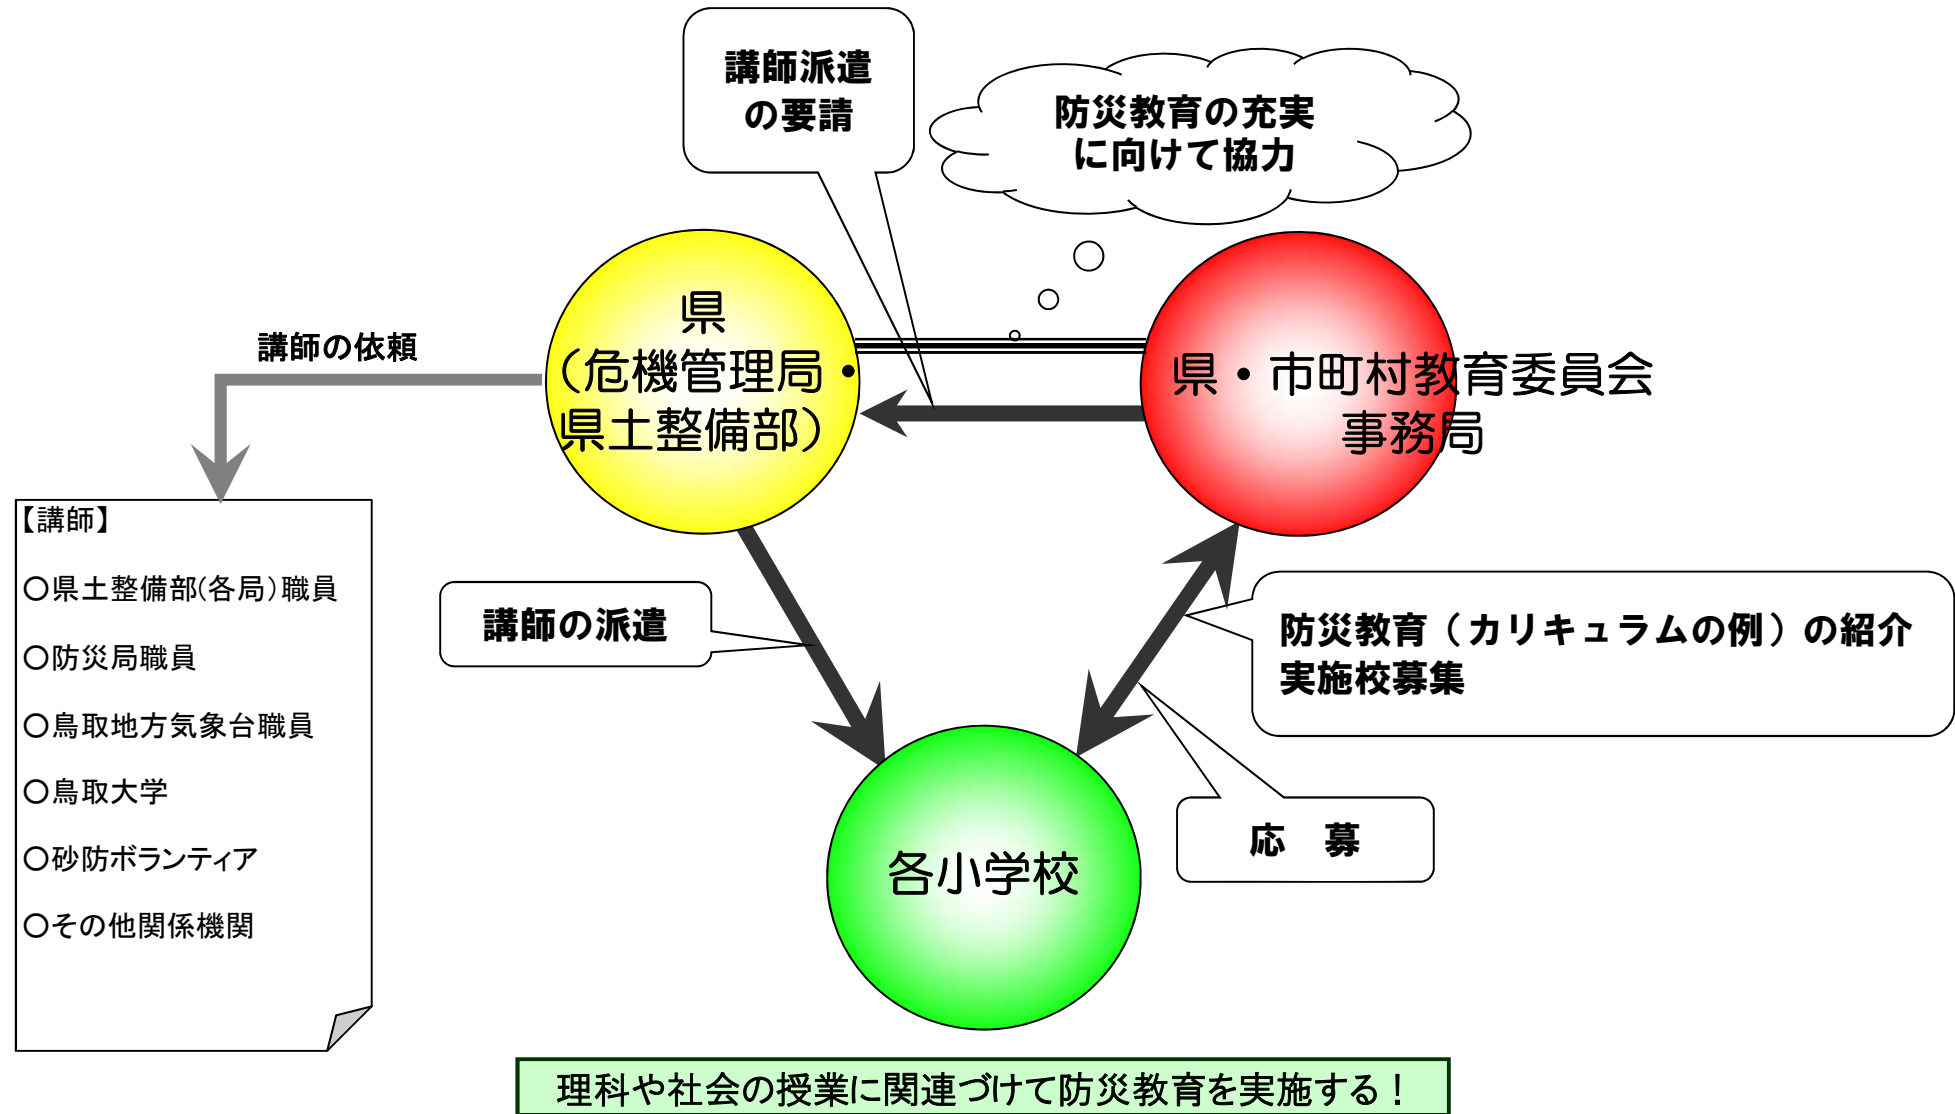 講師派遣
の要請
防災教育の充実
に向けて協力
県
（危機管理局・
県土整備部）
県・市町村教育委員会
事務局
講師の依頼
【講師】
○県土整備部(各局)職員
○防災局職員
○鳥取地方気象台職員
○鳥取大学
○砂防ボランティア
○その他関係機関
講師の派遣
防災教育（カリキュラムの例）の紹介
実施校募集
応　募
各小学校
理科や社会の授業に関連づけて防災教育を実施する！